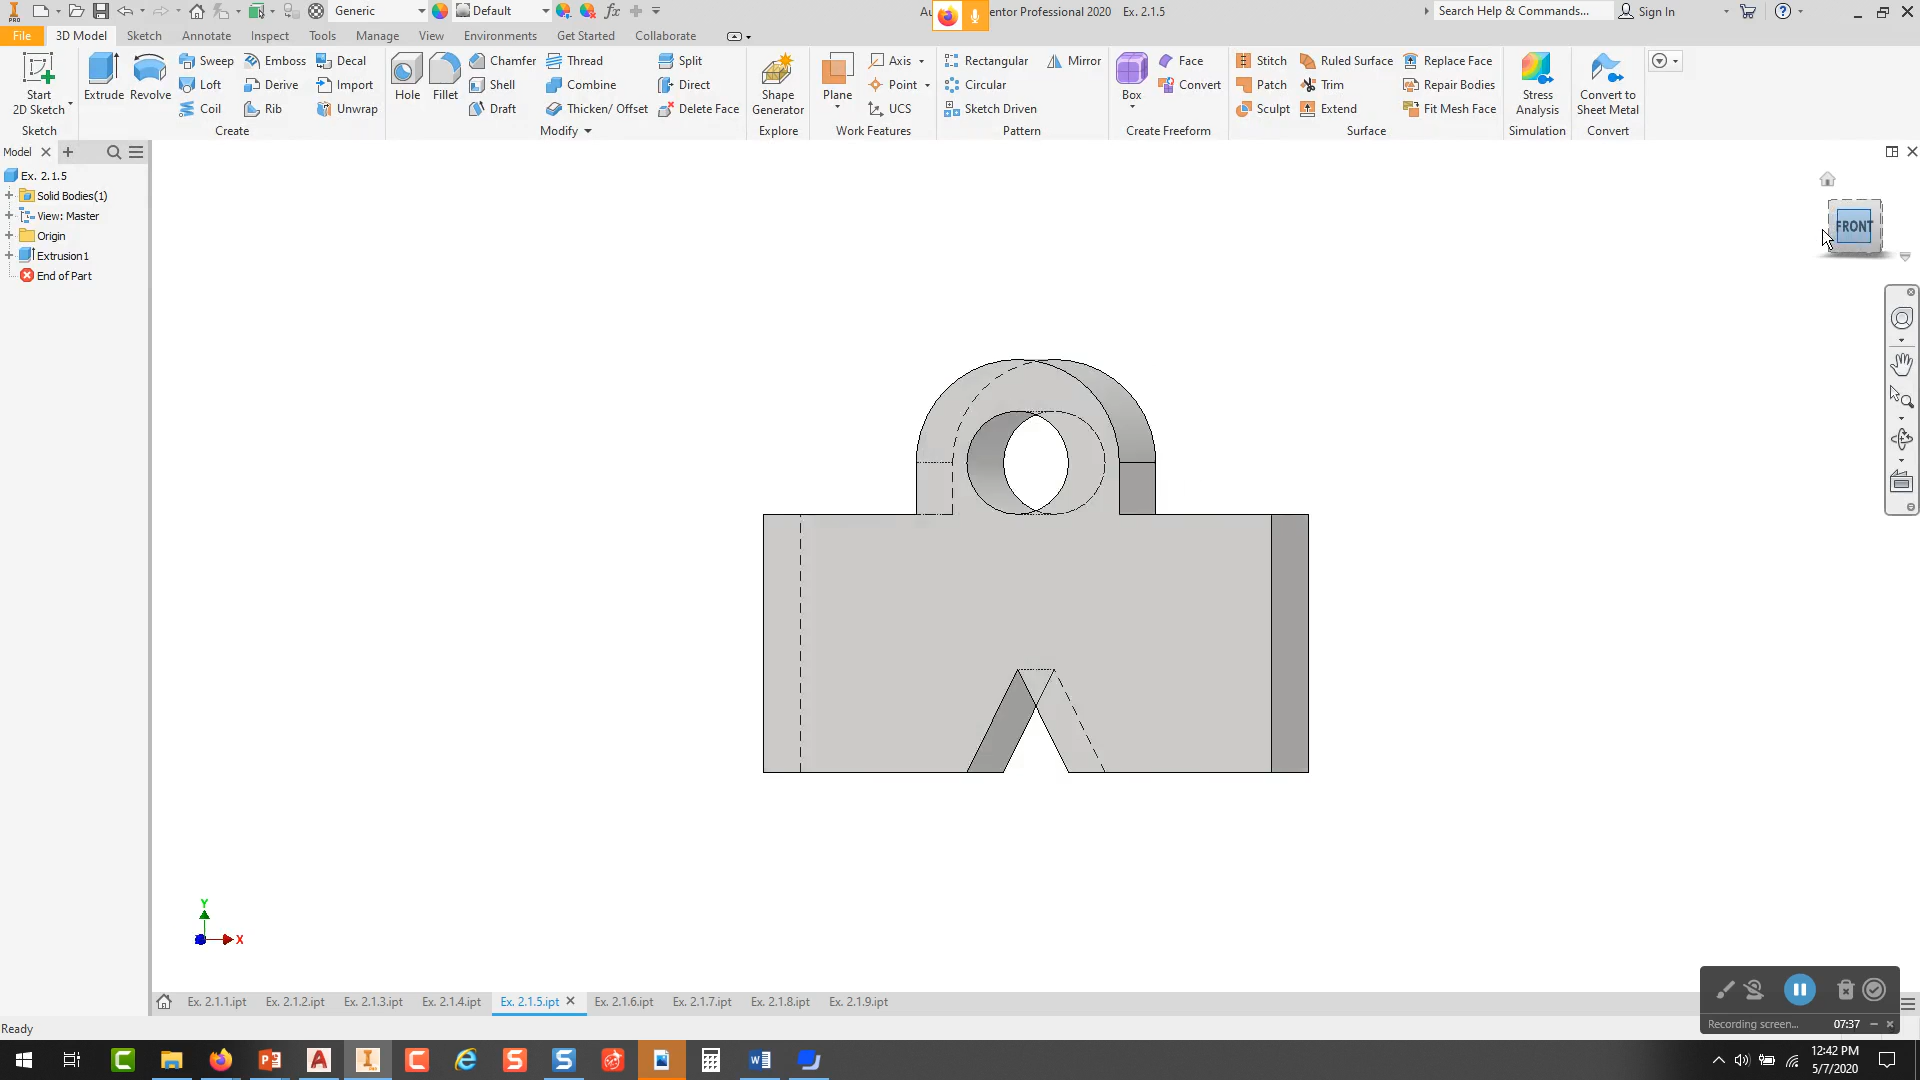 Generic
Default
fx
Au
entor Professional 2020 Ex. 2.1.5
Search Help & Commands...
Sign In
File
3D Model
Sketch
Annotate
Inspect
Tools
Manage
View
Environments
Get Started
Collaborate
Start
2D Sketch
Extrude
Revolve
Sweep
Loft
Coil
Emboss
Derive
Rib
Decal
Import
Unwrap
Hole
Fillet
Chamfer
Shell
Draft
Thread
Combine
Thicken/ Offset
Split
Direct
Delete Face
Shape
Generator
Plane
Axis
Point
UCS
Rectangular
Circular
Sketch Driven
Mirror
Box
Face
Convert
Stitch
Patch
Sculpt
Ruled Surface
Trim
Extend
Replace Face
Repair Bodies
Fit Mesh Face
Stress
Analysis
Convert to
Sheet Metal
Sketch
Create
Modify
Explore
Work Features
Pattern
Create Freeform
Surface
Simulation
Convert
Model
Ex. 2.1.5
Solid Bodies(1)
View: Master
Origin
Extrusion1
End of Part
FRONT
Y
X
Ex. 2.1.1.ipt
Ex. 2.1.2.ipt
Ex. 2.1.3.ipt
Ex. 2.1.4.ipt
Ex. 2.1.5.ipt
Ex. 2.1.6.ipt
Ex. 2.1.7.ipt
Ex. 2.1.8.ipt
Ex. 2.1.9.ipt
Ready
Recording screen... 07:37
12:42 PM
5/7/2020